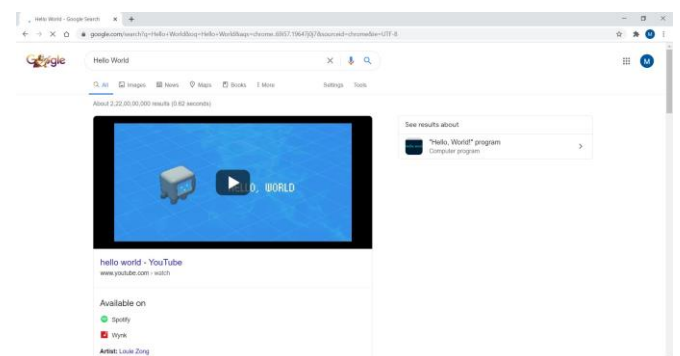 Hello World - Google Search
google.com/search?q=Hello+World&oq=Hello+World&aqs=chrome..69i57.19645j0j7&sourceid=chrome&ie=UTF-8
Google
Hello World
M
All Images News Maps Books More Settings Tools
About 2,22,00,00,000 results (0.62 seconds)
HELLO, WORLD
See results about
"Hello, World!" program
Computer program
hello world - YouTube
www.youtube.com › watch
Available on
Spotify
Wynk
Artist: Louie Zong